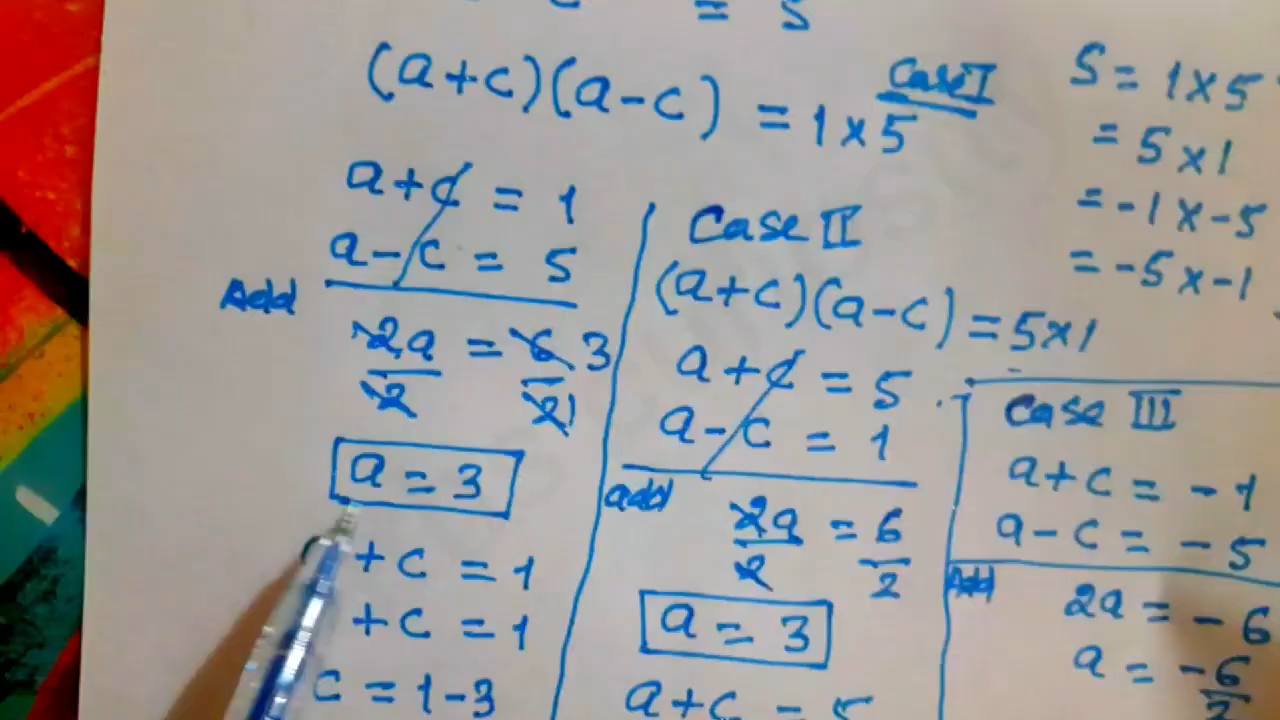 = 5
(a+c)(a-c) = 1×5
Case I
a+c = 1
a-c = 5
Add
2a/2 = 6/2 3
a = 3
+c = 1
+c = 1
c = 1-3
Case II
(a+c)(a-c) = 5×1
a+c = 5
a-c = 1
add
2a/2 = 6/2
a = 3
a+c = 5
5 = 1×5
= 5×1
= -1×-5
= -5×-1
Case III
a+c = -1
a-c = -5
Add
2a = -6
a = -6/2